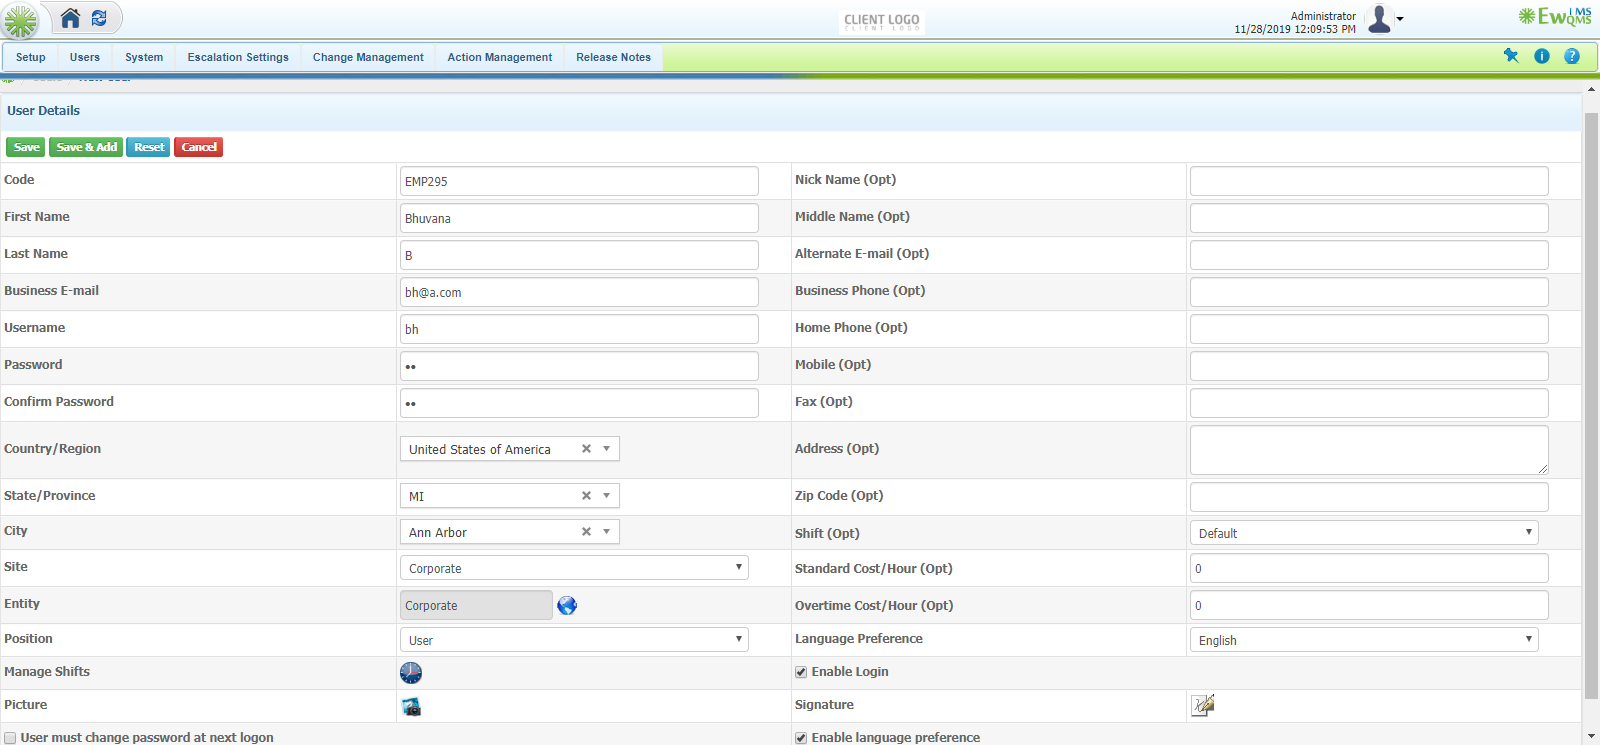 CLIENT LOGO
Administrator
11/28/2019 12:09:53 PM
EwIMS
QMS
Setup Users System Escalation Settings Change Management Action Management Release Notes
User Details
Save Save & Add Reset Cancel
Code EMP295 Nick Name (Opt)
First Name Bhuvana Middle Name (Opt)
Last Name B Alternate E-mail (Opt)
Business E-mail bh@a.com Business Phone (Opt)
Username bh Home Phone (Opt)
Password •• Mobile (Opt)
Confirm Password •• Fax (Opt)
Country/Region United States of America Address (Opt)
State/Province MI Zip Code (Opt)
City Ann Arbor Shift (Opt) Default
Site Corporate Standard Cost/Hour (Opt) 0
Entity Corporate Overtime Cost/Hour (Opt) 0
Position User Language Preference English
Manage Shifts Enable Login
Picture Signature
User must change password at next logon Enable language preference